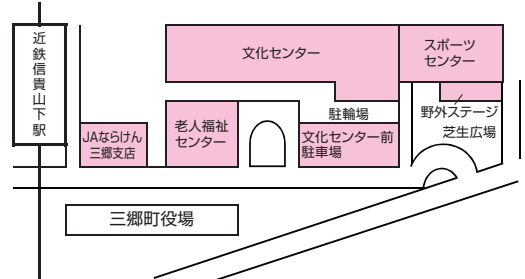 近鉄信貴山下駅
文化センター
スポーツ
センター
駐輪場
野外ステージ
芝生広場
JAならけん
三郷支店
老人福祉
センター
文化センター前
駐車場
三郷町役場